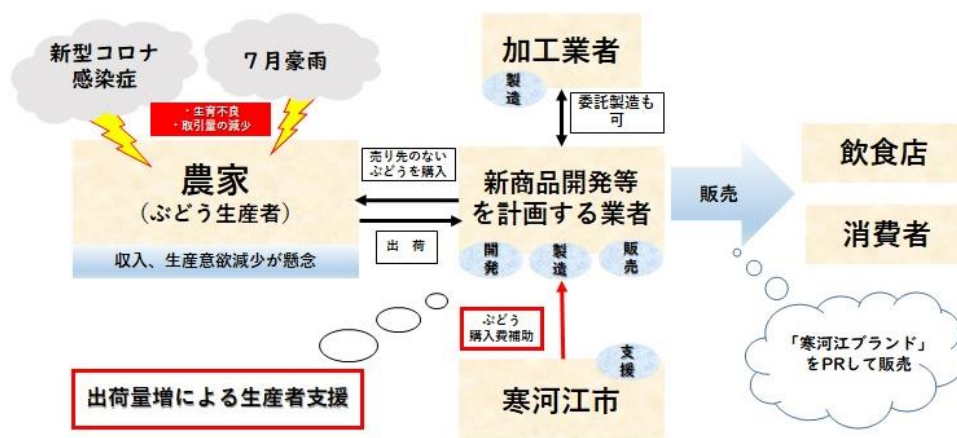 新型コロナ
感染症
7月豪雨
・生育不良
・取引量の減少
農家
（ぶどう生産者）
収入、生産意欲減少が懸念
売り先のない
ぶどうを購入
出　荷
加工業者
製造
委託製造も
可
新商品開発等
を計画する業者
開発
製造
販売
販売
飲食店
消費者
「寒河江ブランド」
をPRして販売
ぶどう
購入費補助
支援
寒河江市
出荷量増による生産者支援